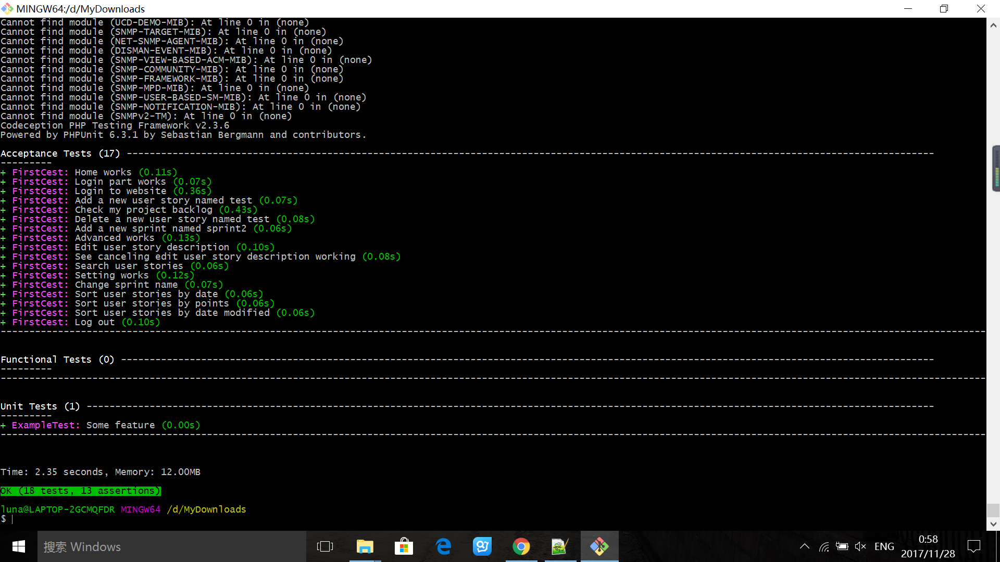 MINGW64:/d/MyDownloads
Cannot find module (UCD-DEMO-MIB): At line 0 in (none)
Cannot find module (SNMP-TARGET-MIB): At line 0 in (none)
Cannot find module (NET-SNMP-AGENT-MIB): At line 0 in (none)
Cannot find module (DISMAN-EVENT-MIB): At line 0 in (none)
Cannot find module (SNMP-VIEW-BASED-ACM-MIB): At line 0 in (none)
Cannot find module (SNMP-COMMUNITY-MIB): At line 0 in (none)
Cannot find module (SNMP-FRAMEWORK-MIB): At line 0 in (none)
Cannot find module (SNMP-MPD-MIB): At line 0 in (none)
Cannot find module (SNMP-USER-BASED-SM-MIB): At line 0 in (none)
Cannot find module (SNMP-NOTIFICATION-MIB): At line 0 in (none)
Cannot find module (SNMPv2-TM): At line 0 in (none)
Codeception PHP Testing Framework v2.3.6
Powered by PHPUnit 6.3.1 by Sebastian Bergmann and contributors.
Acceptance Tests (17) ---------------------------------------------------------------------------------------------------------------------------------------------
---------
+ FirstCest: Home works (0.11s)
+ FirstCest: Login part works (0.07s)
+ FirstCest: Login to website (0.36s)
+ FirstCest: Add a new user story named test (0.07s)
+ FirstCest: Check my project backlog (0.43s)
+ FirstCest: Delete a new user story named test (0.08s)
+ FirstCest: Add a new sprint named sprint2 (0.06s)
+ FirstCest: Advanced works (0.13s)
+ FirstCest: Edit user story description (0.10s)
+ FirstCest: See canceling edit user story description working (0.08s)
+ FirstCest: Search user stories (0.06s)
+ FirstCest: Setting works (0.12s)
+ FirstCest: Change sprint name (0.07s)
+ FirstCest: Sort user stories by date (0.06s)
+ FirstCest: Sort user stories by points (0.06s)
+ FirstCest: Sort user stories by date modified (0.06s)
+ FirstCest: Log out (0.10s)
----------------------------------------------------------------------------------------------------------------------------------------------------------------------------
Functional Tests (0) ----------------------------------------------------------------------------------------------------------------------------------------------
---------
----------------------------------------------------------------------------------------------------------------------------------------------------------------------------
Unit Tests (1) ----------------------------------------------------------------------------------------------------------------------------------------------------
---------
+ ExampleTest: Some feature (0.00s)
----------------------------------------------------------------------------------------------------------------------------------------------------------------------------
Time: 2.35 seconds, Memory: 12.00MB
OK (18 tests, 13 assertions)
luna@LAPTOP-2GCMQFDR MINGW64 /d/MyDownloads
$
搜索 Windows
ENG
0:58
2017/11/28